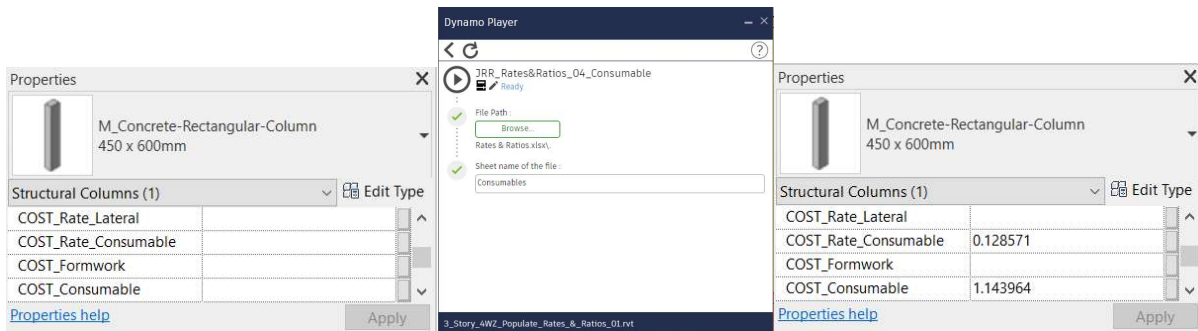 Properties
X
M_Concrete-Rectangular-Column
450 x 600mm
Structural Columns (1)
Edit Type
COST_Rate_Lateral
COST_Rate_Consumable
COST_Formwork
COST_Consumable
Properties help
Apply
Dynamo Player
JRR_Rates&Ratios_04_Consumable
Ready
File Path :
Browse...
Rates & Ratios.xlsx\.
Sheet name of the file :
Consumables
3_Story_4WZ_Populate_Rates_&_Ratios_01.rvt
Properties
X
M_Concrete-Rectangular-Column
450 x 600mm
Structural Columns (1)
Edit Type
COST_Rate_Lateral
COST_Rate_Consumable 0.128571
COST_Formwork
COST_Consumable 1.143964
Properties help
Apply